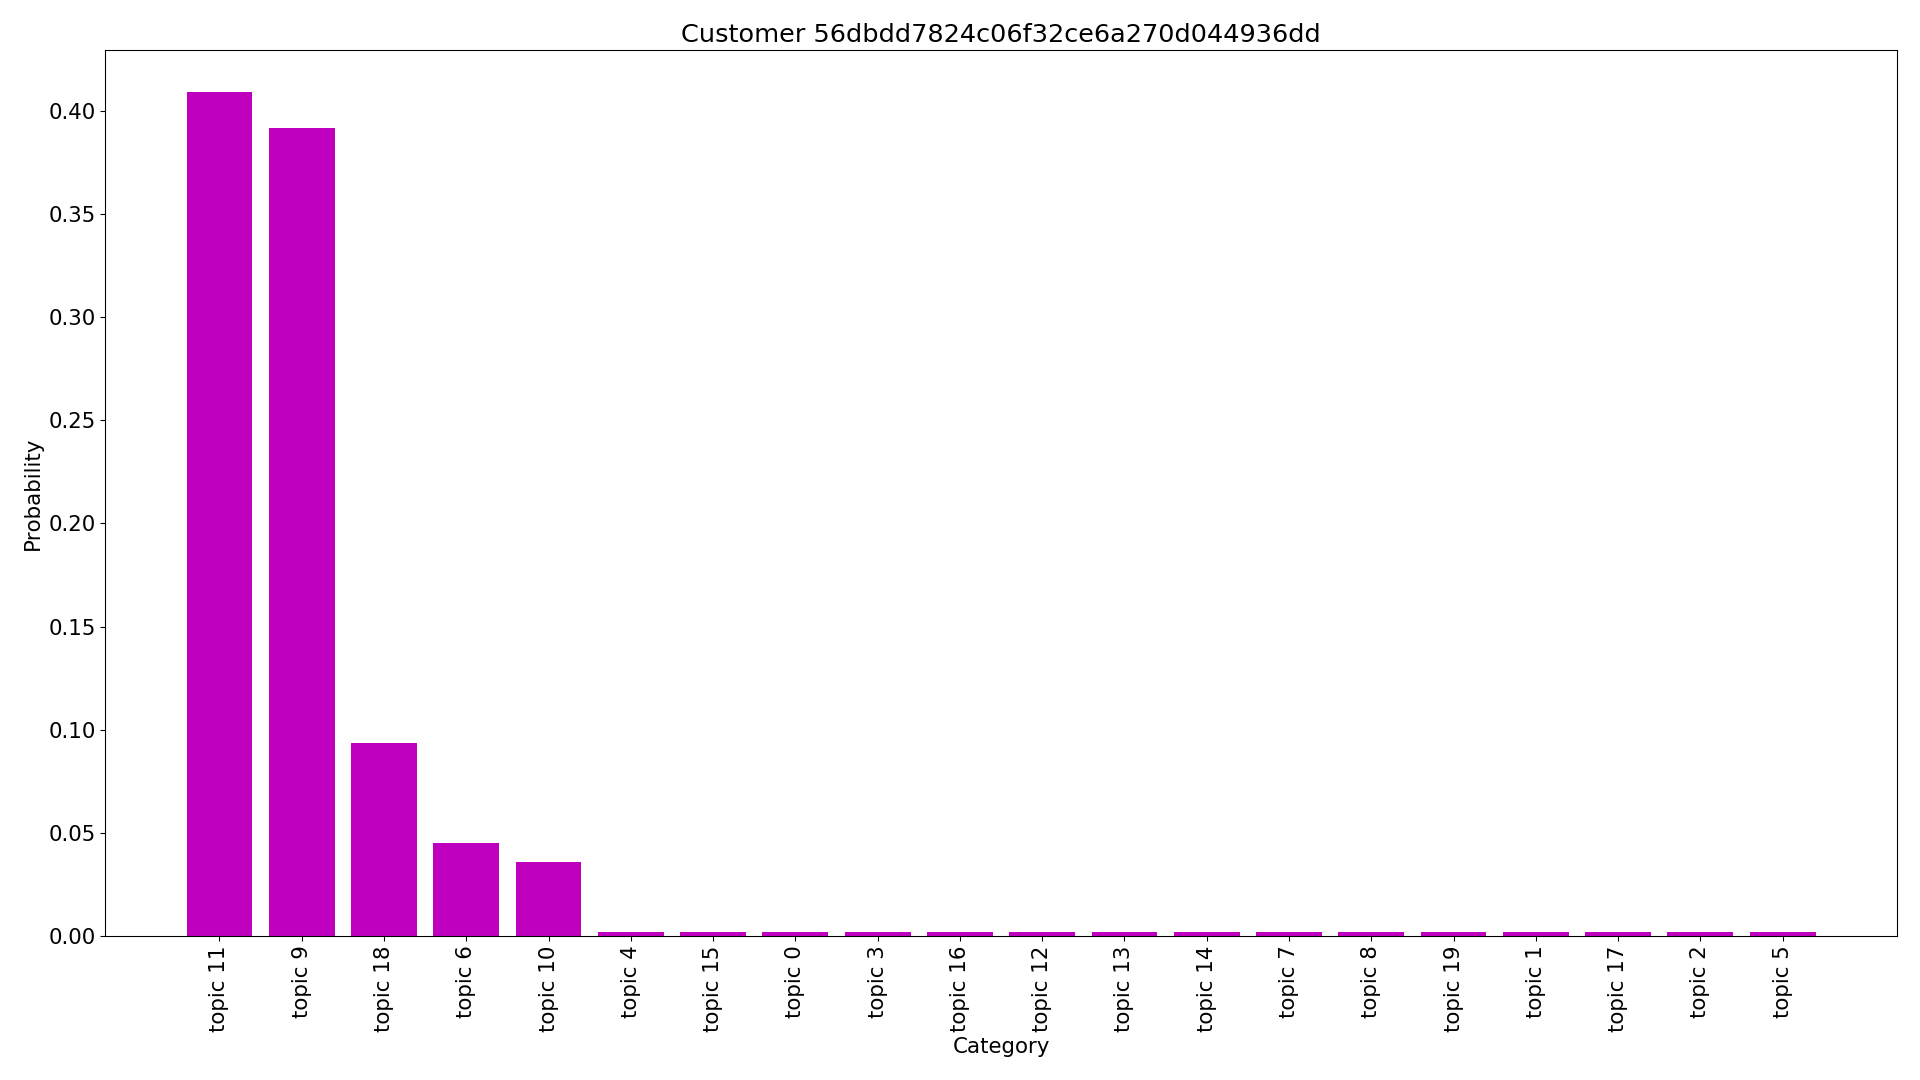 Customer 56dbdd7824c06f32ce6a270d044936dd
Probability
0.40
0.35
0.30
0.25
0.20
0.15
0.10
0.05
0.00
topic 11
topic 9
topic 18
topic 6
topic 10
topic 4
topic 15
topic 0
topic 3
topic 16
topic 12
topic 13
topic 14
topic 7
topic 8
topic 19
topic 1
topic 17
topic 2
topic 5
Category